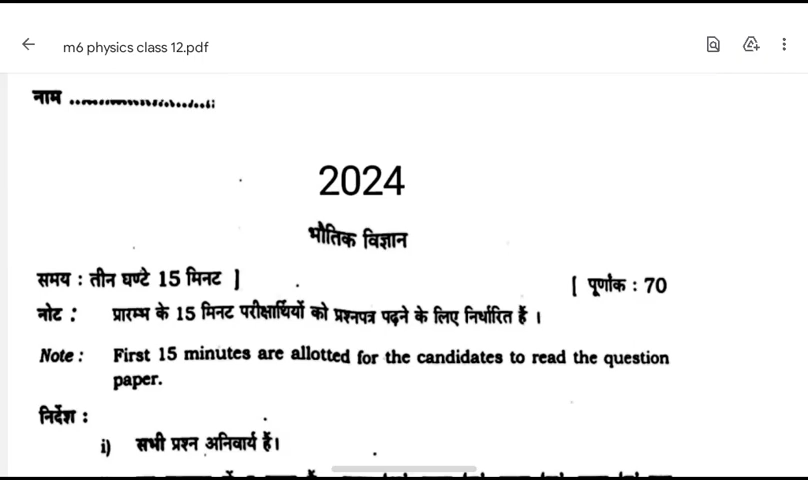 m6 physics class 12.pdf
नाम
2024
भौतिक विज्ञान
समय : तीन घण्टे 15 मिनट ] [ पूर्णांक : 70
नोट : प्रारम्भ के 15 मिनट परीक्षार्थियों को प्रश्नपत्र पढ़ने के लिए निर्धारित हैं ।
Note : First 15 minutes are allotted for the candidates to read the question
paper.
निर्देश :
i) सभी प्रश्न अनिवार्य हैं।